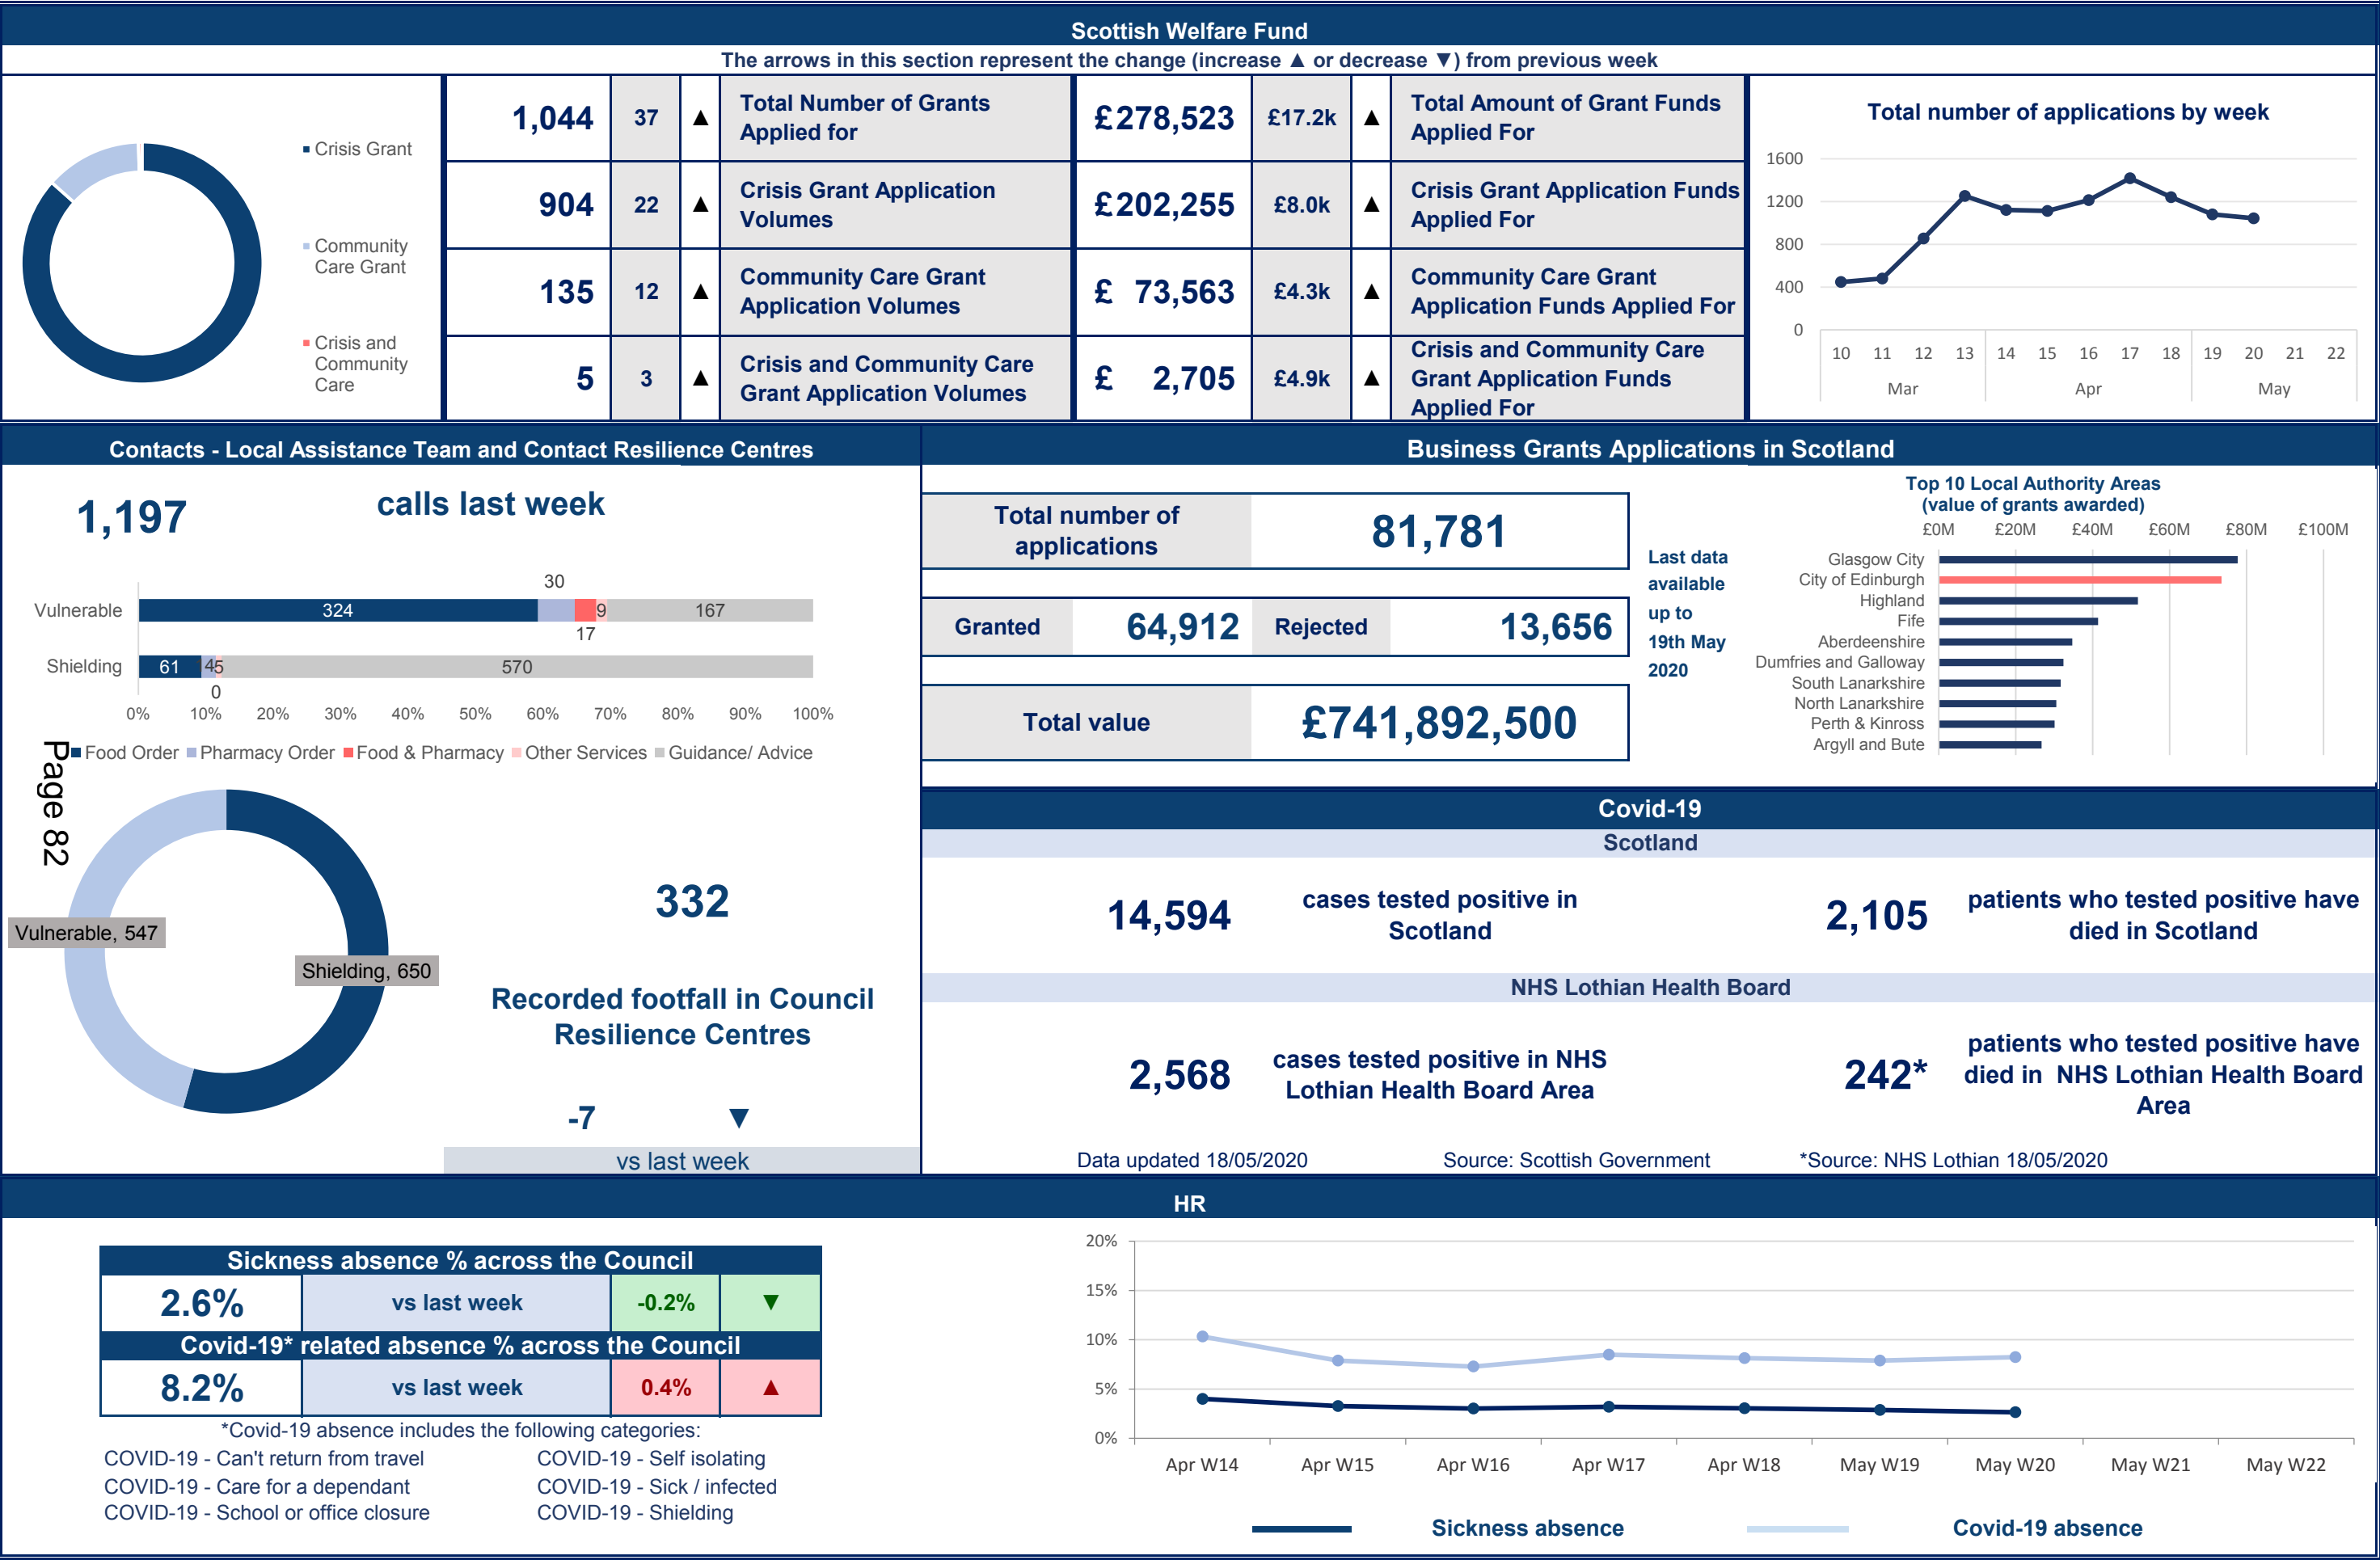 Scottish Welfare Fund
The arrows in this section represent the change (increase ▲ or decrease ▼) from previous week
Crisis Grant
Community
Care Grant
Crisis and
Community
Care
1,044 37 ▲ Total Number of Grants
Applied for
£278,523 £17.2k ▲ Total Amount of Grant Funds
Applied For
904 22 ▲ Crisis Grant Application
Volumes
£202,255 £8.0k ▲ Crisis Grant Application Funds
Applied For
135 12 ▲ Community Care Grant
Application Volumes
£ 73,563 £4.3k ▲ Community Care Grant
Application Funds Applied For
5 3 ▲ Crisis and Community Care
Grant Application Volumes
£ 2,705 £4.9k ▲ Crisis and Community Care
Grant Application Funds
Applied For
Total number of applications by week
1600
1200
800
400
0
10 11 12 13 14 15 16 17 18 19 20 21 22
Mar Apr May
Contacts - Local Assistance Team and Contact Resilience Centres
1,197 calls last week
30
Vulnerable 324 9 167
17
Shielding 61 4 5 570
0
0% 10% 20% 30% 40% 50% 60% 70% 80% 90% 100%
Food Order Pharmacy Order Food & Pharmacy Other Services Guidance/ Advice
Page 82
Vulnerable, 547
Shielding, 650
332
Recorded footfall in Council
Resilience Centres
-7 ▼
vs last week
Business Grants Applications in Scotland
Total number of
applications
81,781
Granted 64,912 Rejected 13,656
Total value £741,892,500
Last data
available
up to
19th May
2020
Top 10 Local Authority Areas
(value of grants awarded)
£0M £20M £40M £60M £80M £100M
Glasgow City
City of Edinburgh
Highland
Fife
Aberdeenshire
Dumfries and Galloway
South Lanarkshire
North Lanarkshire
Perth & Kinross
Argyll and Bute
Covid-19
Scotland
14,594 cases tested positive in
Scotland
2,105 patients who tested positive have
died in Scotland
NHS Lothian Health Board
2,568 cases tested positive in NHS
Lothian Health Board Area
242* patients who tested positive have
died in NHS Lothian Health Board
Area
Data updated 18/05/2020 Source: Scottish Government *Source: NHS Lothian 18/05/2020
HR
Sickness absence % across the Council
2.6% vs last week -0.2% ▼
Covid-19* related absence % across the Council
8.2% vs last week 0.4% ▲
*Covid-19 absence includes the following categories:
COVID-19 - Can't return from travel COVID-19 - Self isolating
COVID-19 - Care for a dependant COVID-19 - Sick / infected
COVID-19 - School or office closure COVID-19 - Shielding
20%
15%
10%
5%
0%
Apr W14 Apr W15 Apr W16 Apr W17 Apr W18 May W19 May W20 May W21 May W22
Sickness absence Covid-19 absence